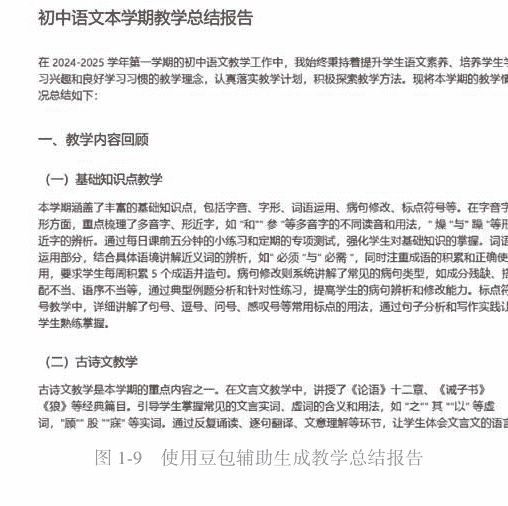 初中语文本学期教学总结报告
在 2024-2025 学年第一学期的初中语文教学工作中，我始终秉持着提升学生语文素养、培养学生学
习兴趣和良好学习习惯的教学理念，认真落实教学计划，积极探索教学方法。现将本学期的教学情
况总结如下：
一、教学内容回顾
（一）基础知识点教学
本学期涵盖了丰富的基础知识点，包括字音、字形、词语运用、病句修改、标点符号等。在字音字
形方面，重点梳理了多音字、形近字，如 “和”“ 参 ”等多音字的不同读音和用法，“ 燥 ”与“ 躁 ”等形
近字的辨析。通过每日课前五分钟的小练习和定期的专项测试，强化学生对基础知识的掌握。词语
运用部分，结合具体语境讲解近义词的辨析，如“ 必须 ”与“ 必需 ”，同时注重成语的积累和正确使
用，要求学生每周积累 5 个成语并造句。病句修改则系统讲解了常见的病句类型，如成分残缺、搭
配不当、语序不当等，通过典型例题分析和针对性练习，提高学生的病句辨析和修改能力。标点符
号教学中，详细讲解了句号、逗号、问号、感叹号等常用标点的用法，通过句子分析和写作实践让
学生熟练掌握。
（二）古诗文教学
古诗文教学是本学期的重点内容之一。在文言文教学中，讲授了《论语》十二章、《诫子书》
《狼》等经典篇目。引导学生掌握常见的文言实词、虚词的含义和用法，如 “之”“ 其 ”“以” 等虚
词，“顾”“ 股 ”“寐” 等实词。通过反复诵读、逐句翻译、文意理解等环节，让学生体会文言文的语言
图 1-9 使用豆包辅助生成教学总结报告